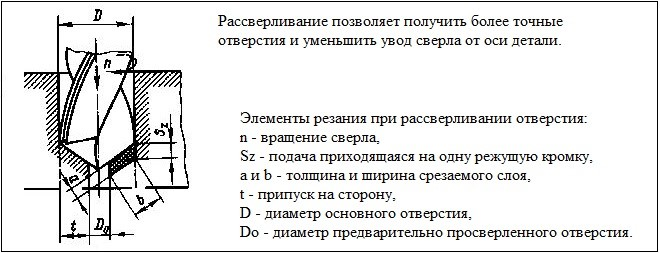 D
Рассверливание позволяет получить более точные
отверстия и уменьшить увод сверла от оси детали.
n
Sz
a
b
t
Do
Элементы резания при рассверливании отверстия:
n - вращение сверла,
Sz - подача приходящаяся на одну режущую кромку,
a и b - толщина и ширина срезаемого слоя,
t - припуск на сторону,
D - диаметр основного отверстия,
Do - диаметр предварительно просверленного отверстия.